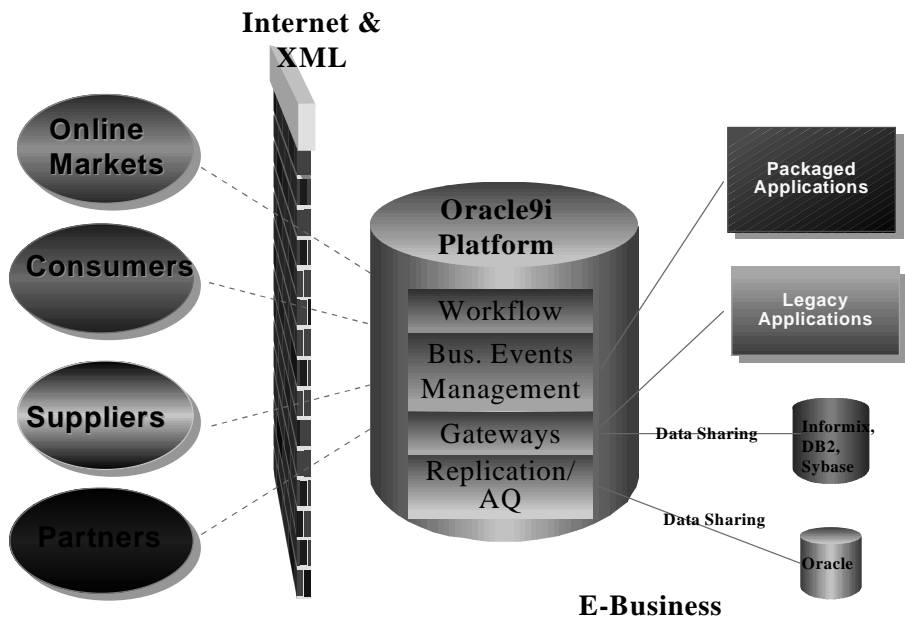 Internet &
XML
Online
Markets
Consumers
Suppliers
Partners
Oracle9i
Platform
Workflow
Bus. Events
Management
Gateways
Replication/
AQ
Packaged
Applications
Legacy
Applications
Data Sharing
Informix,
DB2,
Sybase
Data Sharing
Oracle
E-Business